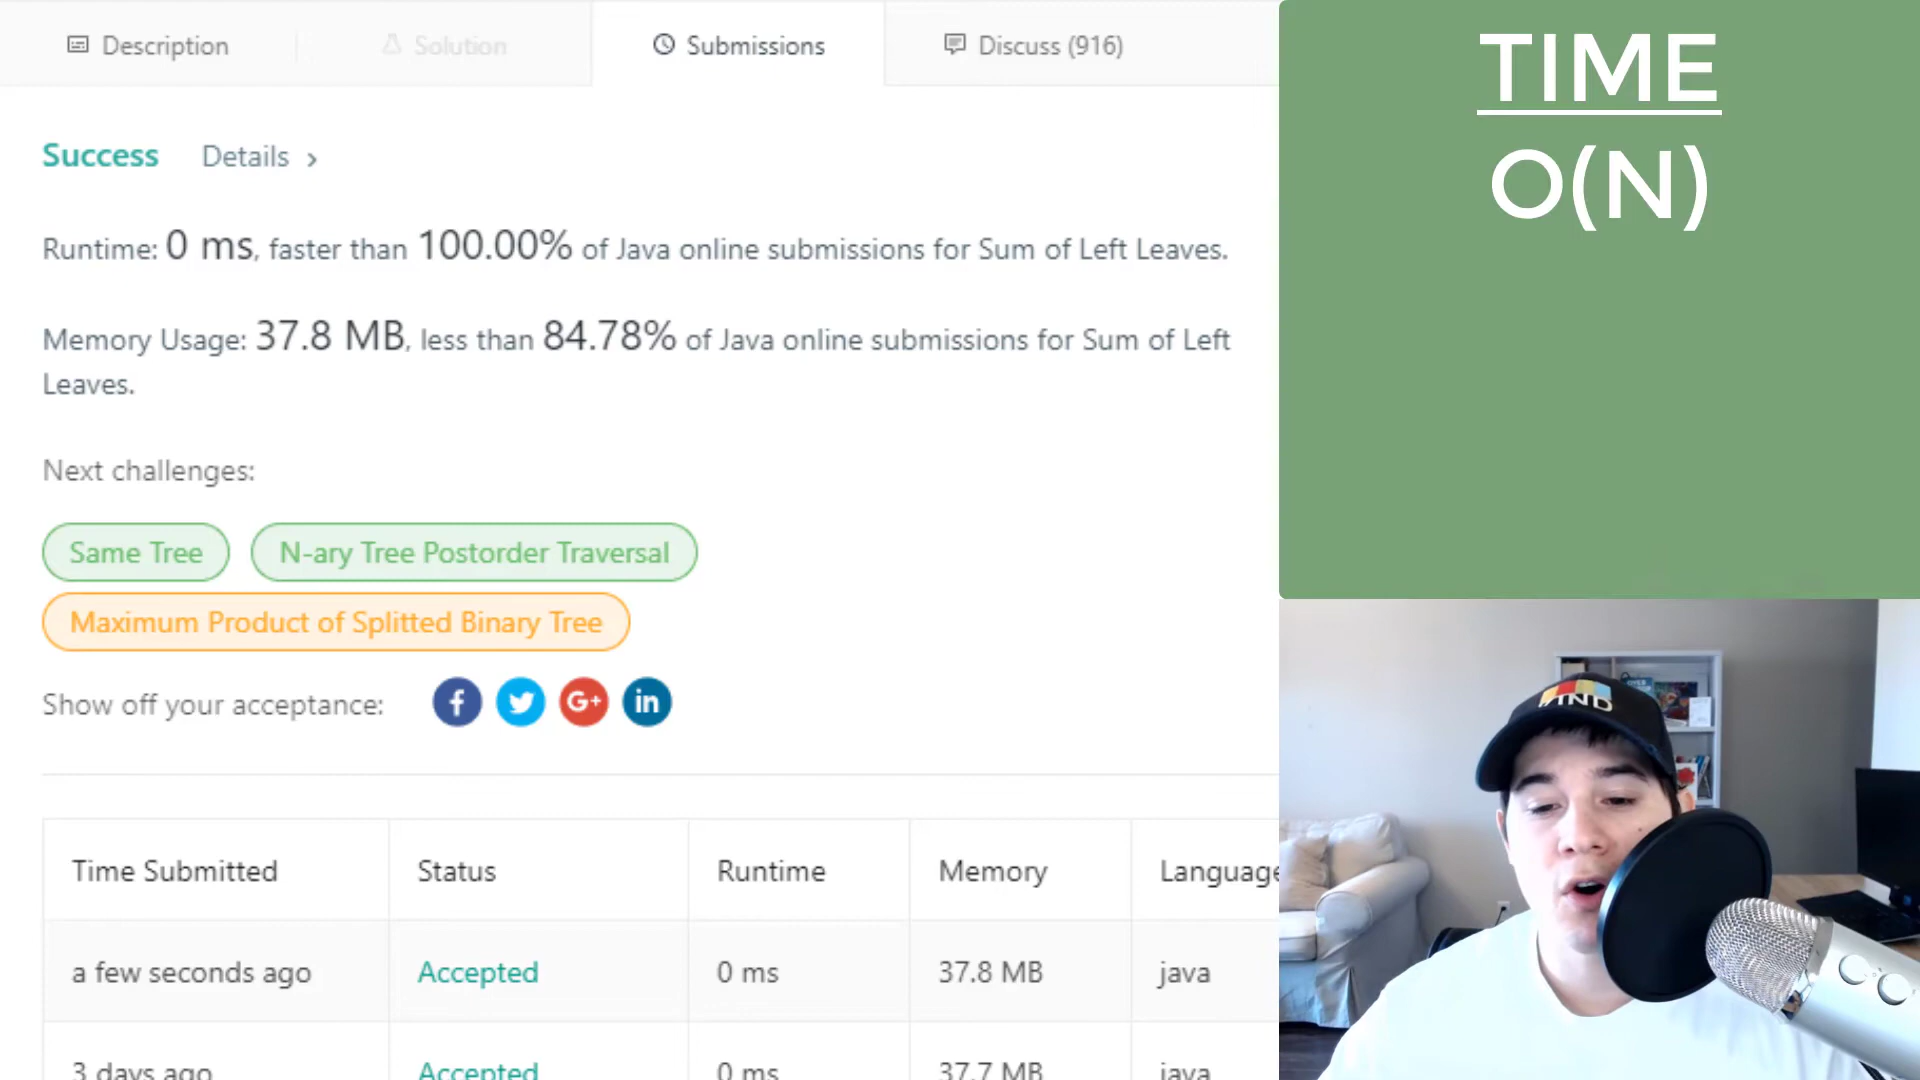 Description
Solution
Submissions
Discuss (916)
Success
Details
Runtime: 0 ms, faster than 100.00% of Java online submissions for Sum of Left Leaves.
Memory Usage: 37.8 MB, less than 84.78% of Java online submissions for Sum of Left
Leaves.
Next challenges:
Same Tree
N-ary Tree Postorder Traversal
Maximum Product of Splitted Binary Tree
Show off your acceptance:
f
G+
in
Time Submitted
Status
Runtime
Memory
Language
a few seconds ago
Accepted
0 ms
37.8 MB
java
3 days ago
Accepted
0 ms
37.7 MB
java
TIME
O(N)
KIND